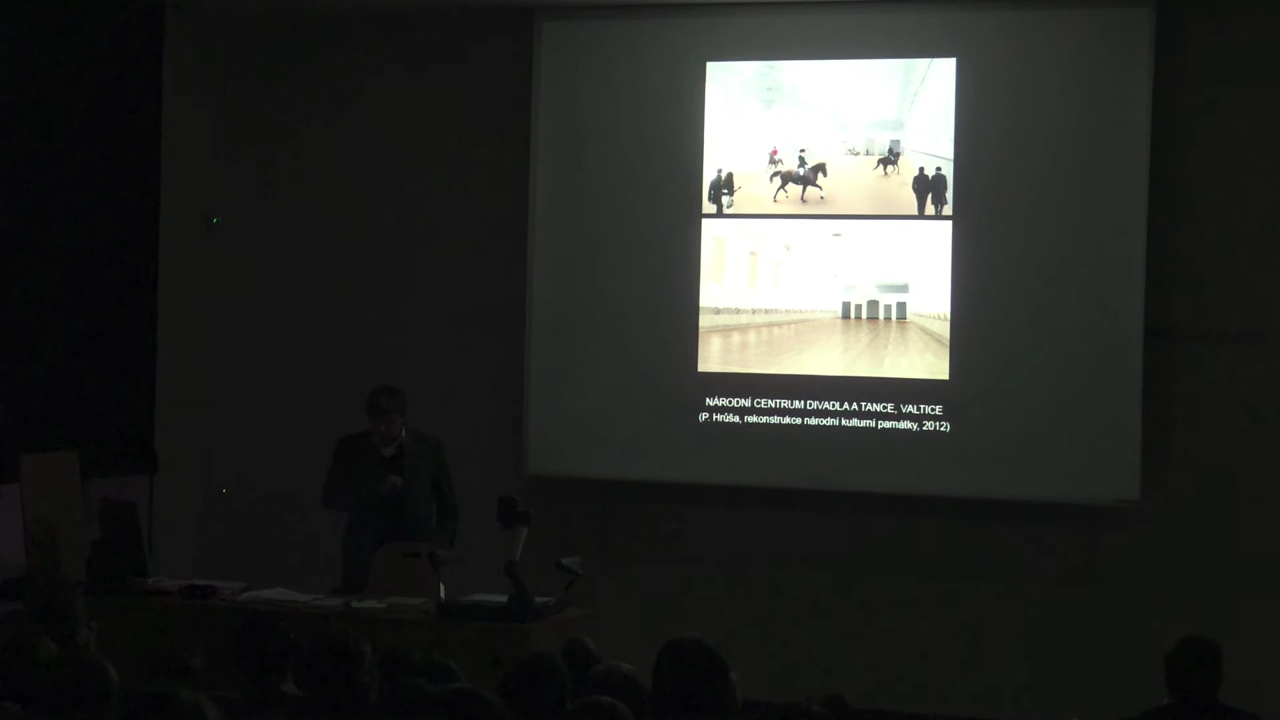 NÁRODNÍ CENTRUM DIVADLA A TANCE, VALTICE
(P. Hrůša, rekonstrukce národní kulturní památky, 2012)